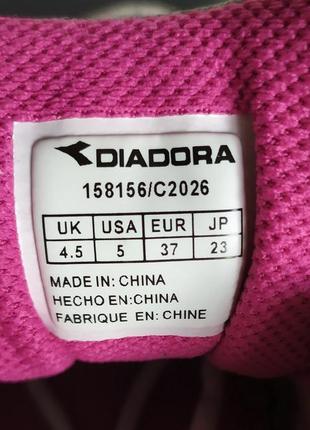 DIADORA
158156/C2026
UK USA EUR JP
4.5 5 37 23
MADE IN: CHINA
HECHO EN:CHINA
FABRIQUE EN: CHINE